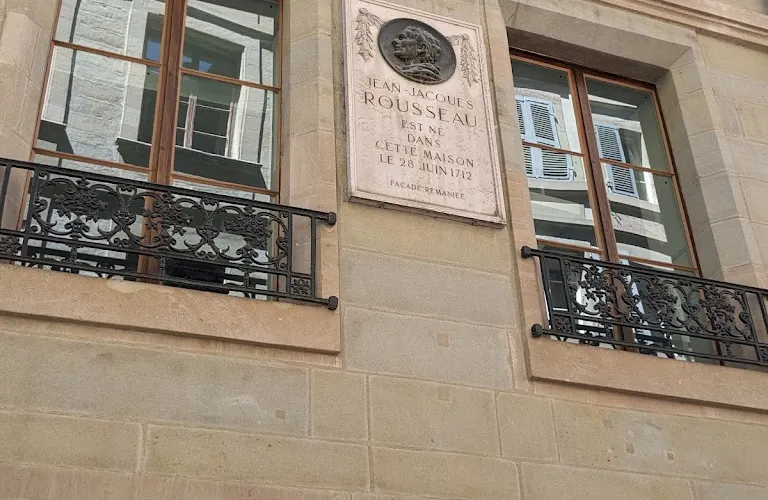 JEAN-JACQUES
ROUSSEAU
EST NÉ
DANS
CETTE MAISON
LE 28 JUIN 1712
FAÇADE REMANIÉE